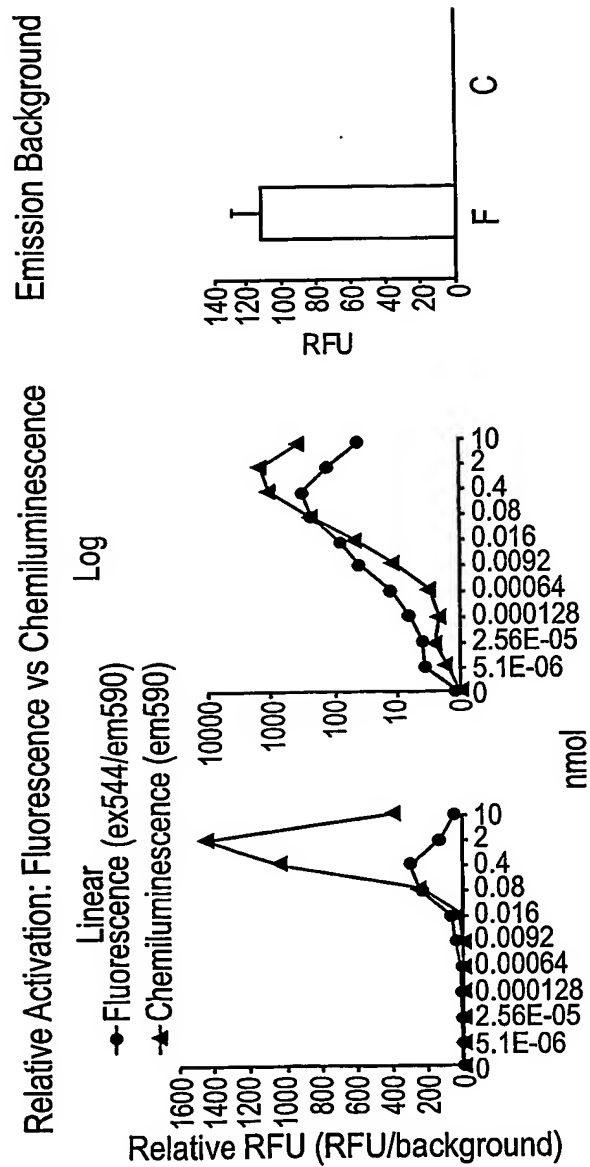 Relative Activation: Fluorescence vs Chemiluminescence
Linear
Fluorescence (ex544/em590)
Chemiluminescence (em590)
Relative RFU (RFU/background)
1600
1400
1200
1000
800
600
400
200
0
0
5.1E-06
2.56E-05
0.000128
0.00064
0.0092
0.016
0.08
0.4
2
10
Log
10000
1000
100
10
0
0
5.1E-06
2.56E-05
0.000128
0.00064
0.0092
0.016
0.08
0.4
2
10
nmol
Emission Background
RFU
140
120
100
80
60
40
20
0
F
C